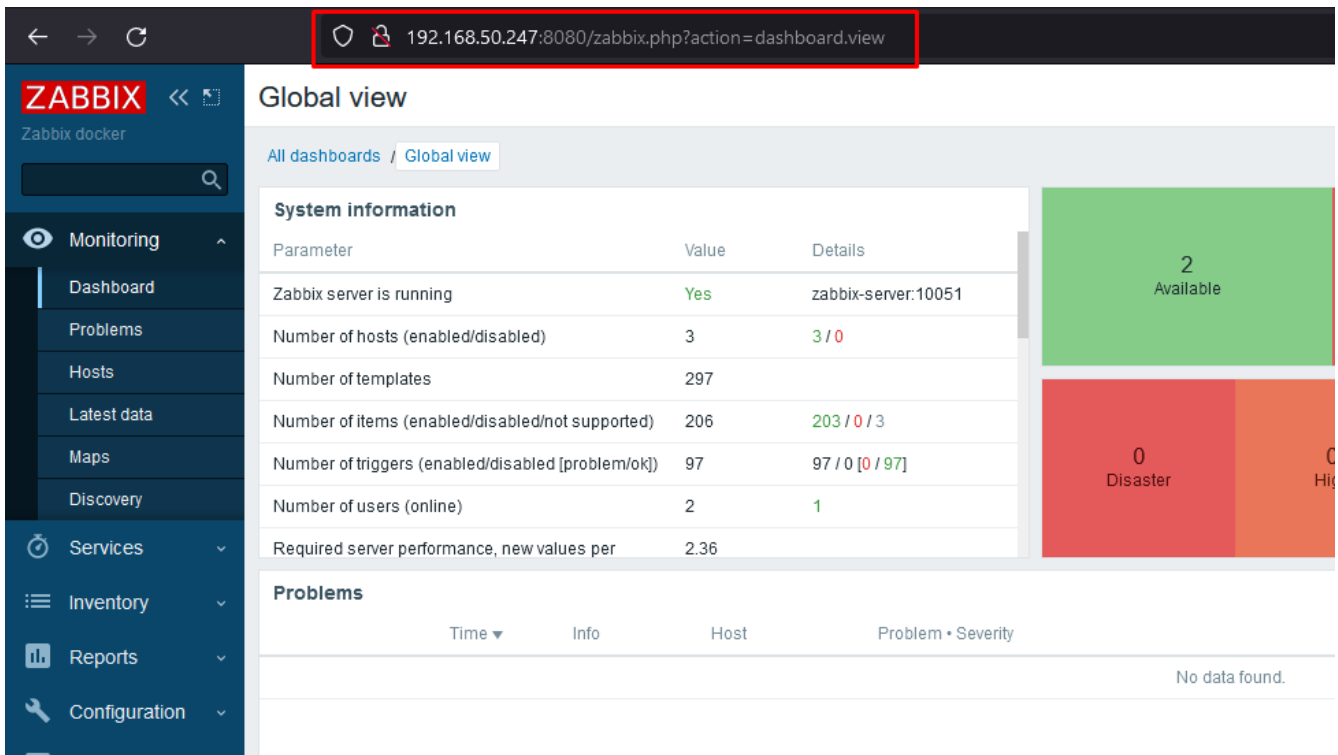 192.168.50.247:8080/zabbix.php?action=dashboard.view
ZABBIX
Zabbix docker
Monitoring
Dashboard
Problems
Hosts
Latest data
Maps
Discovery
Services
Inventory
Reports
Configuration
Global view
All dashboards / Global view
System information
Parameter Value Details
Zabbix server is running Yes zabbix-server:10051
Number of hosts (enabled/disabled) 3 3 / 0
Number of templates 297
Number of items (enabled/disabled/not supported) 206 203 / 0 / 3
Number of triggers (enabled/disabled [problem/ok]) 97 97 / 0 [0 / 97]
Number of users (online) 2 1
Required server performance, new values per 2.36
2
Available
0
Disaster
Problems
Time ▼ Info Host Problem • Severity
No data found.